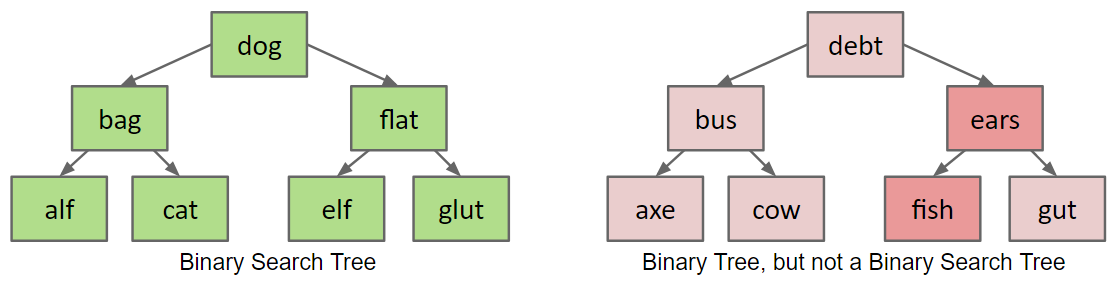 dog
debt
bag
flat
bus
ears
alf
cat
elf
glut
axe
cow
fish
gut
Binary Search Tree
Binary Tree, but not a Binary Search Tree